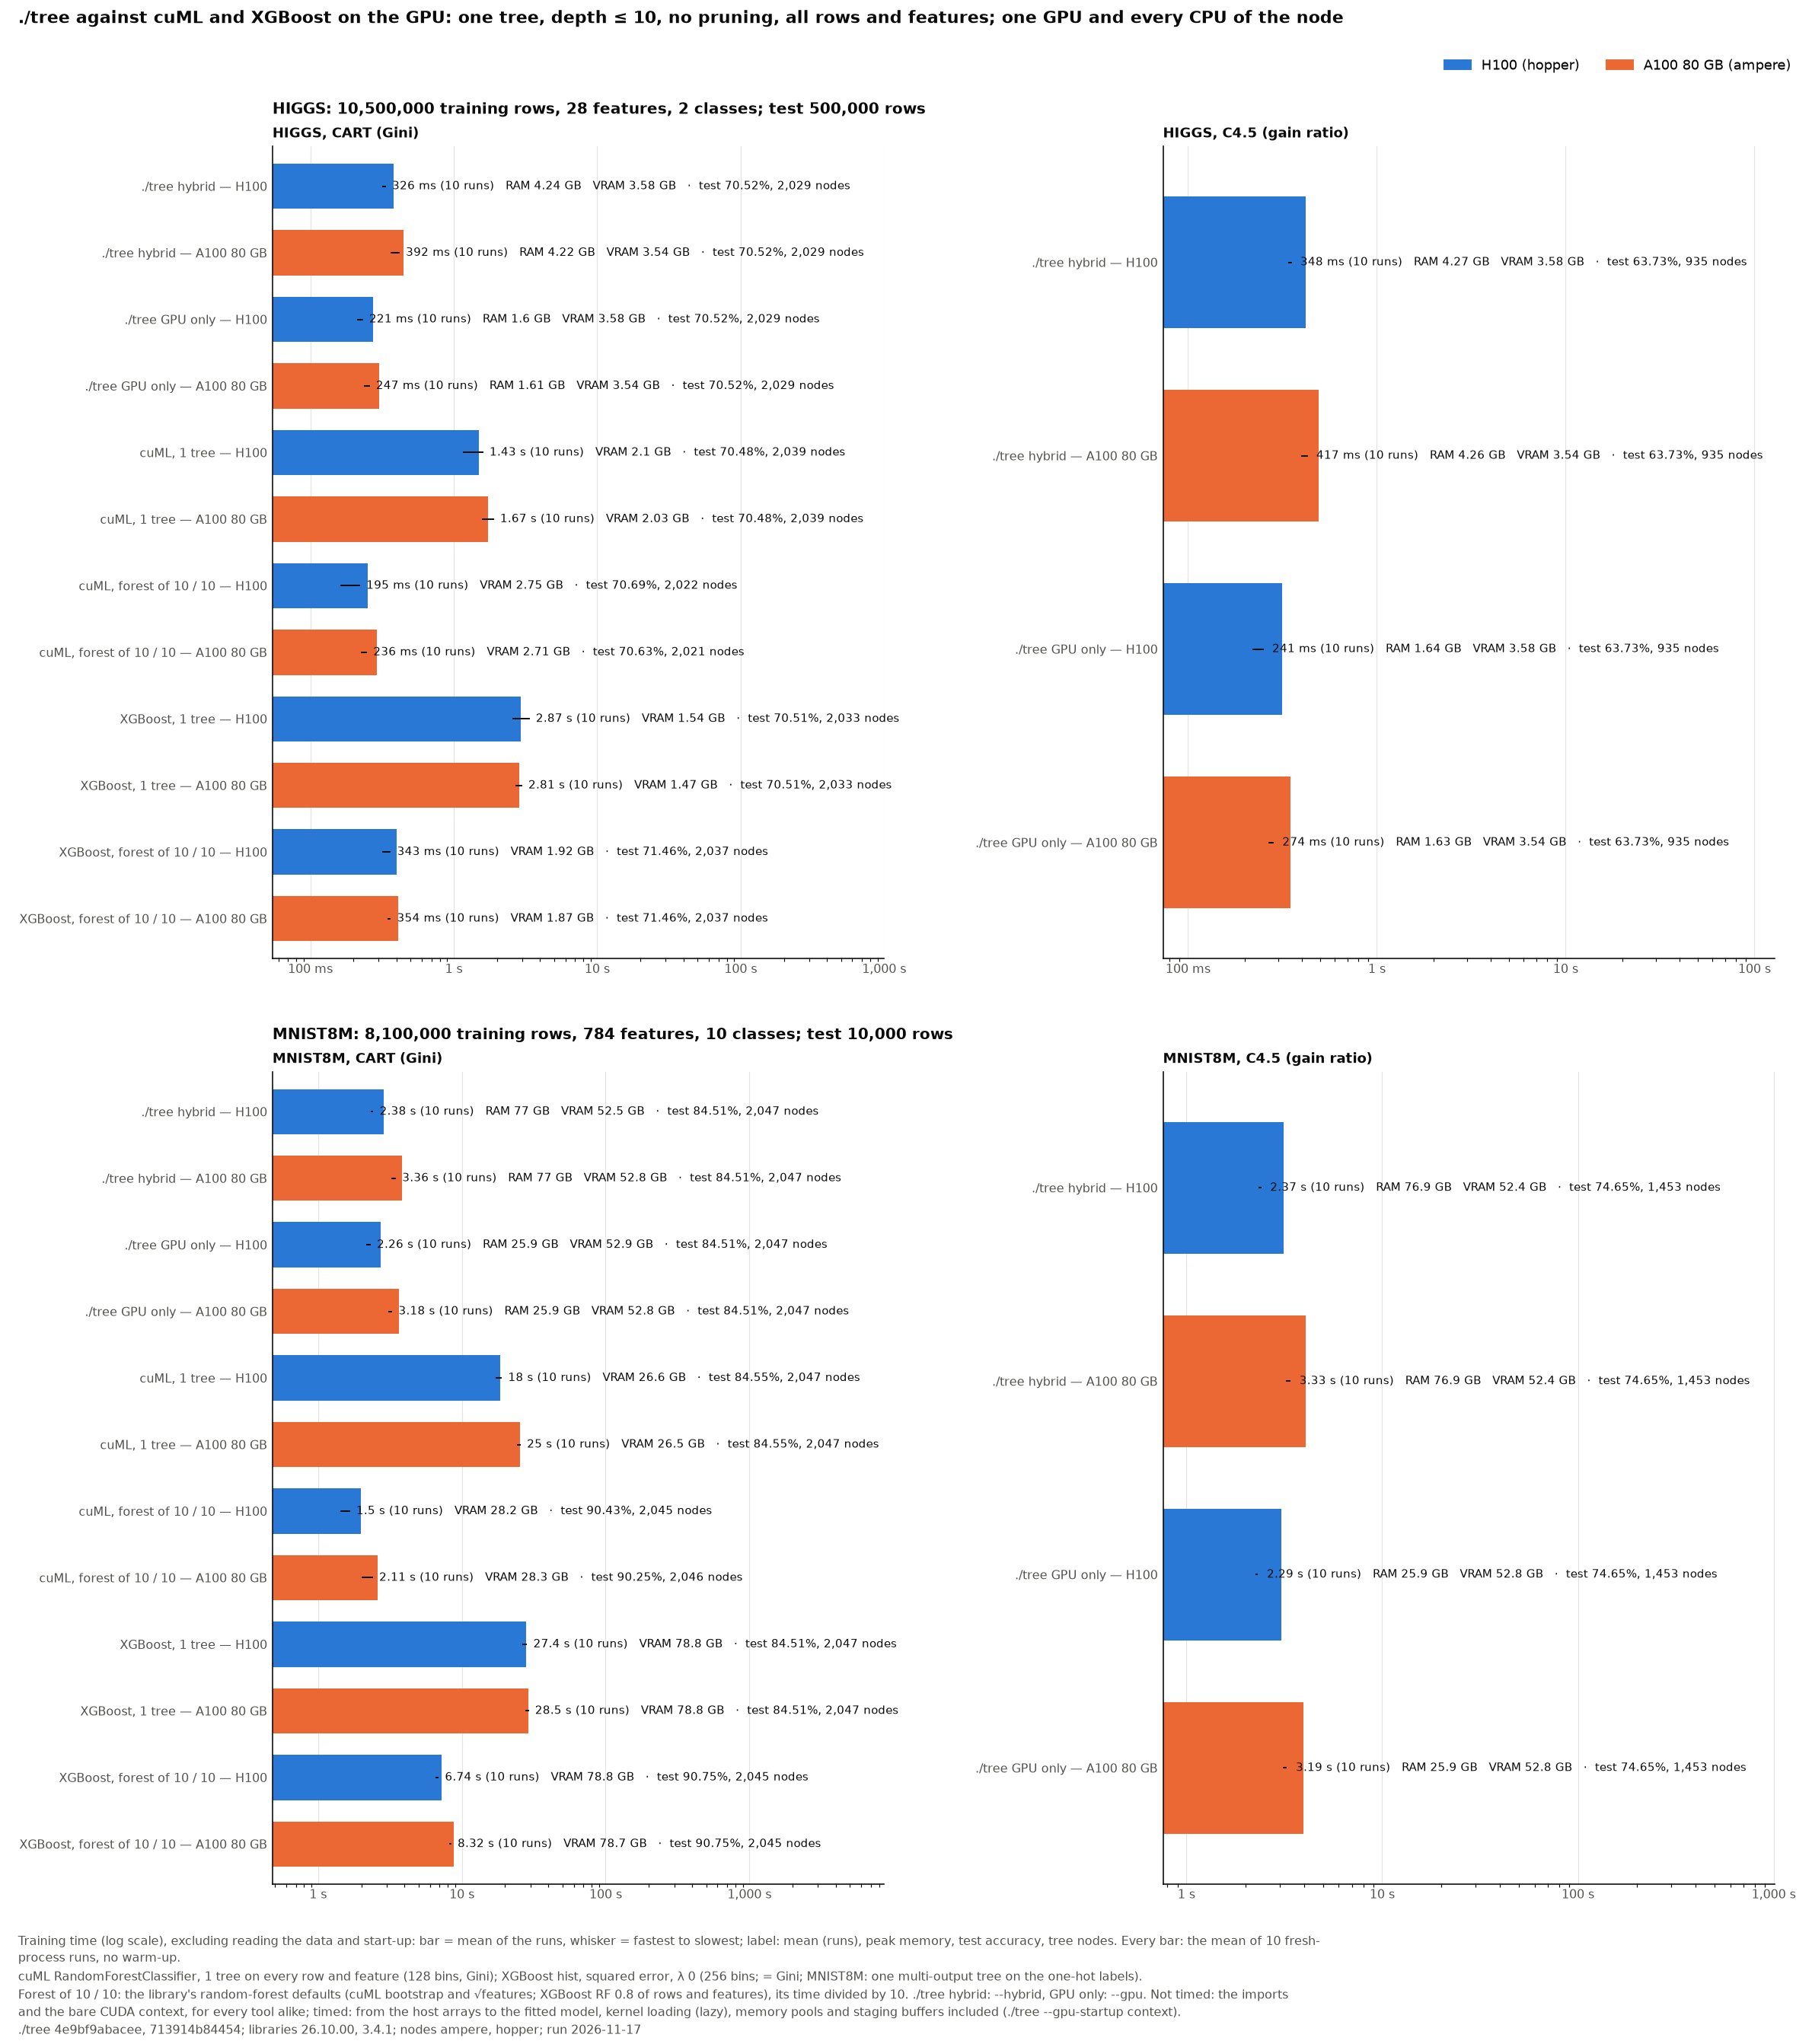 ./tree against cuML and XGBoost on the GPU: one tree, depth ≤ 10, no pruning, all rows and features; one GPU and every CPU of the node
H100 (hopper)
A100 80 GB (ampere)
HIGGS: 10,500,000 training rows, 28 features, 2 classes; test 500,000 rows
HIGGS, CART (Gini)
./tree hybrid — H100
326 ms (10 runs) RAM 4.24 GB VRAM 3.58 GB · test 70.52%, 2,029 nodes
./tree hybrid — A100 80 GB
392 ms (10 runs) RAM 4.22 GB VRAM 3.54 GB · test 70.52%, 2,029 nodes
./tree GPU only — H100
221 ms (10 runs) RAM 1.6 GB VRAM 3.58 GB · test 70.52%, 2,029 nodes
./tree GPU only — A100 80 GB
247 ms (10 runs) RAM 1.61 GB VRAM 3.54 GB · test 70.52%, 2,029 nodes
cuML, 1 tree — H100
1.43 s (10 runs) VRAM 2.1 GB · test 70.48%, 2,039 nodes
cuML, 1 tree — A100 80 GB
1.67 s (10 runs) VRAM 2.03 GB · test 70.48%, 2,039 nodes
cuML, forest of 10 / 10 — H100
195 ms (10 runs) VRAM 2.75 GB · test 70.69%, 2,022 nodes
cuML, forest of 10 / 10 — A100 80 GB
236 ms (10 runs) VRAM 2.71 GB · test 70.63%, 2,021 nodes
XGBoost, 1 tree — H100
2.87 s (10 runs) VRAM 1.54 GB · test 70.51%, 2,033 nodes
XGBoost, 1 tree — A100 80 GB
2.81 s (10 runs) VRAM 1.47 GB · test 70.51%, 2,033 nodes
XGBoost, forest of 10 / 10 — H100
343 ms (10 runs) VRAM 1.92 GB · test 71.46%, 2,037 nodes
XGBoost, forest of 10 / 10 — A100 80 GB
354 ms (10 runs) VRAM 1.87 GB · test 71.46%, 2,037 nodes
100 ms 1 s 10 s 100 s 1,000 s
HIGGS, C4.5 (gain ratio)
./tree hybrid — H100
348 ms (10 runs) RAM 4.27 GB VRAM 3.58 GB · test 63.73%, 935 nodes
./tree hybrid — A100 80 GB
417 ms (10 runs) RAM 4.26 GB VRAM 3.54 GB · test 63.73%, 935 nodes
./tree GPU only — H100
241 ms (10 runs) RAM 1.64 GB VRAM 3.58 GB · test 63.73%, 935 nodes
./tree GPU only — A100 80 GB
274 ms (10 runs) RAM 1.63 GB VRAM 3.54 GB · test 63.73%, 935 nodes
100 ms 1 s 10 s 100 s
MNIST8M: 8,100,000 training rows, 784 features, 10 classes; test 10,000 rows
MNIST8M, CART (Gini)
./tree hybrid — H100
2.38 s (10 runs) RAM 77 GB VRAM 52.5 GB · test 84.51%, 2,047 nodes
./tree hybrid — A100 80 GB
3.36 s (10 runs) RAM 77 GB VRAM 52.8 GB · test 84.51%, 2,047 nodes
./tree GPU only — H100
2.26 s (10 runs) RAM 25.9 GB VRAM 52.9 GB · test 84.51%, 2,047 nodes
./tree GPU only — A100 80 GB
3.18 s (10 runs) RAM 25.9 GB VRAM 52.8 GB · test 84.51%, 2,047 nodes
cuML, 1 tree — H100
18 s (10 runs) VRAM 26.6 GB · test 84.55%, 2,047 nodes
cuML, 1 tree — A100 80 GB
25 s (10 runs) VRAM 26.5 GB · test 84.55%, 2,047 nodes
cuML, forest of 10 / 10 — H100
1.5 s (10 runs) VRAM 28.2 GB · test 90.43%, 2,045 nodes
cuML, forest of 10 / 10 — A100 80 GB
2.11 s (10 runs) VRAM 28.3 GB · test 90.25%, 2,046 nodes
XGBoost, 1 tree — H100
27.4 s (10 runs) VRAM 78.8 GB · test 84.51%, 2,047 nodes
XGBoost, 1 tree — A100 80 GB
28.5 s (10 runs) VRAM 78.8 GB · test 84.51%, 2,047 nodes
XGBoost, forest of 10 / 10 — H100
6.74 s (10 runs) VRAM 78.8 GB · test 90.75%, 2,045 nodes
XGBoost, forest of 10 / 10 — A100 80 GB
8.32 s (10 runs) VRAM 78.7 GB · test 90.75%, 2,045 nodes
1 s 10 s 100 s 1,000 s
MNIST8M, C4.5 (gain ratio)
./tree hybrid — H100
2.37 s (10 runs) RAM 76.9 GB VRAM 52.4 GB · test 74.65%, 1,453 nodes
./tree hybrid — A100 80 GB
3.33 s (10 runs) RAM 76.9 GB VRAM 52.4 GB · test 74.65%, 1,453 nodes
./tree GPU only — H100
2.29 s (10 runs) RAM 25.9 GB VRAM 52.8 GB · test 74.65%, 1,453 nodes
./tree GPU only — A100 80 GB
3.19 s (10 runs) RAM 25.9 GB VRAM 52.8 GB · test 74.65%, 1,453 nodes
1 s 10 s 100 s 1,000 s
Training time (log scale), excluding reading the data and start-up: bar = mean of the runs, whisker = fastest to slowest; label: mean (runs), peak memory, test accuracy, tree nodes. Every bar: the mean of 10 fresh-
process runs, no warm-up.
cuML RandomForestClassifier, 1 tree on every row and feature (128 bins, Gini); XGBoost hist, squared error, λ 0 (256 bins; = Gini; MNIST8M: one multi-output tree on the one-hot labels).
Forest of 10 / 10: the library's random-forest defaults (cuML bootstrap and √features; XGBoost RF 0.8 of rows and features), its time divided by 10. ./tree hybrid: --hybrid, GPU only: --gpu. Not timed: the imports
and the bare CUDA context, for every tool alike; timed: from the host arrays to the fitted model, kernel loading (lazy), memory pools and staging buffers included (./tree --gpu-startup context).
./tree 4e9bf9abacee, 713914b84454; libraries 26.10.00, 3.4.1; nodes ampere, hopper; run 2026-11-17